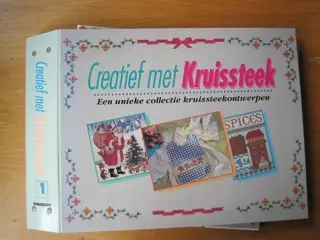 Creatief met Kruissteek
Een unieke collectie kruissteekontwerpen
SPICES
Creatief met Kruissteek
1